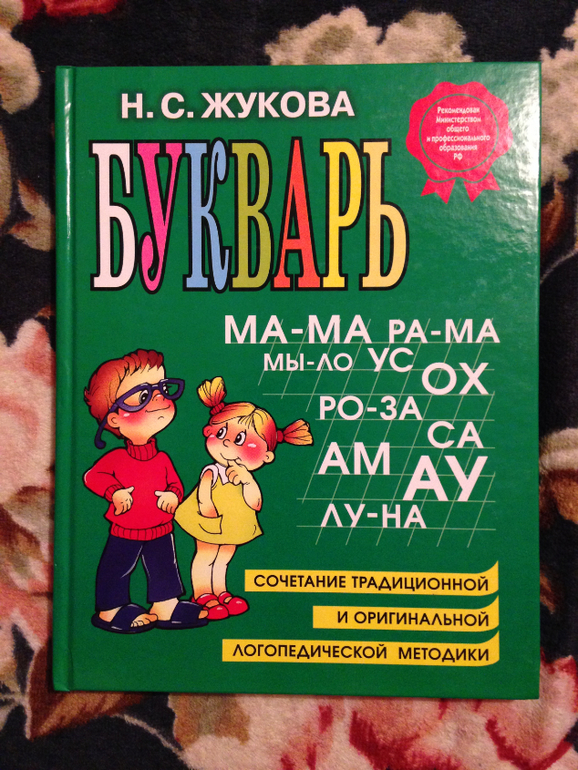 Н. С. ЖУКОВА
Рекомендован
Министерством
общего
и профессионального
образования
РФ
БУКВАРЬ
МА-МА РА-МА
МЫ-ЛО УС
ОХ
РО-ЗА
СА
АМ АУ
ЛУ-НА
СОЧЕТАНИЕ ТРАДИЦИОННОЙ
И ОРИГИНАЛЬНОЙ
ЛОГОПЕДИЧЕСКОЙ МЕТОДИКИ